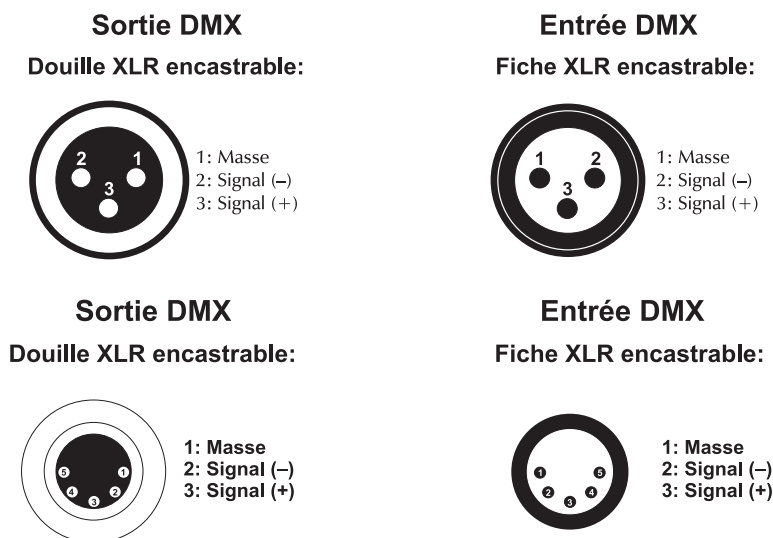 Sortie DMX
Douille XLR encastrable:
2 1
3
1: Masse
2: Signal (−)
3: Signal (+)
Entrée DMX
Fiche XLR encastrable:
1 2
3
1: Masse
2: Signal (−)
3: Signal (+)
Sortie DMX
Douille XLR encastrable:
5 1
4 2
3
1: Masse
2: Signal (–)
3: Signal (+)
Entrée DMX
Fiche XLR encastrable:
1 5
2 4
3
1: Masse
2: Signal (–)
3: Signal (+)